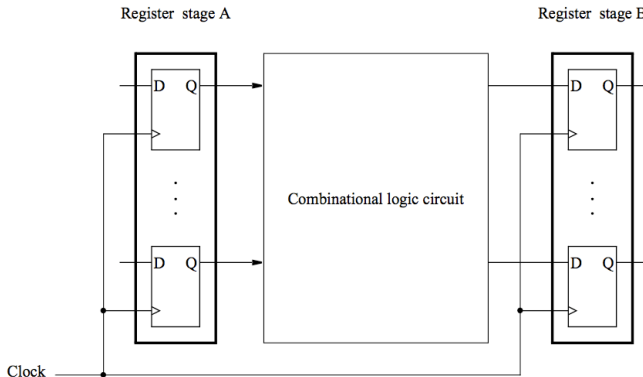 Register stage A
Register stage B
D Q
D Q
Combinational logic circuit
D Q
D Q
Clock